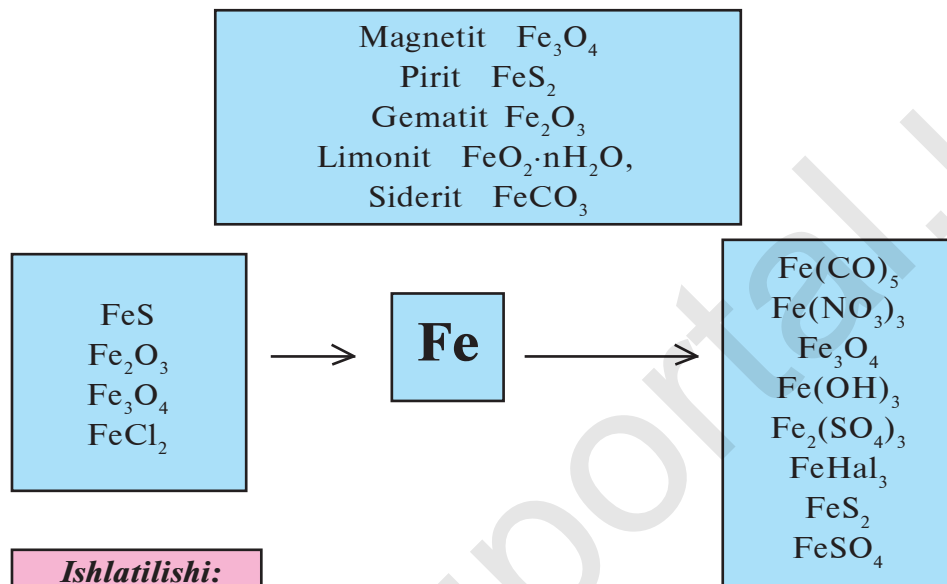 Magnetit Fe₃O₄
Pirit FeS₂
Gematit Fe₂O₃
Limonit FeO₂·nH₂O,
Siderit FeCO₃
FeS
Fe₂O₃
Fe₃O₄
FeCl₂
Fe
Fe(CO)₅
Fe(NO₃)₃
Fe₃O₄
Fe(OH)₃
Fe₂(SO₄)₃
FeHal₃
FeS₂
FeSO₄
Ishlatilishi:
portal.